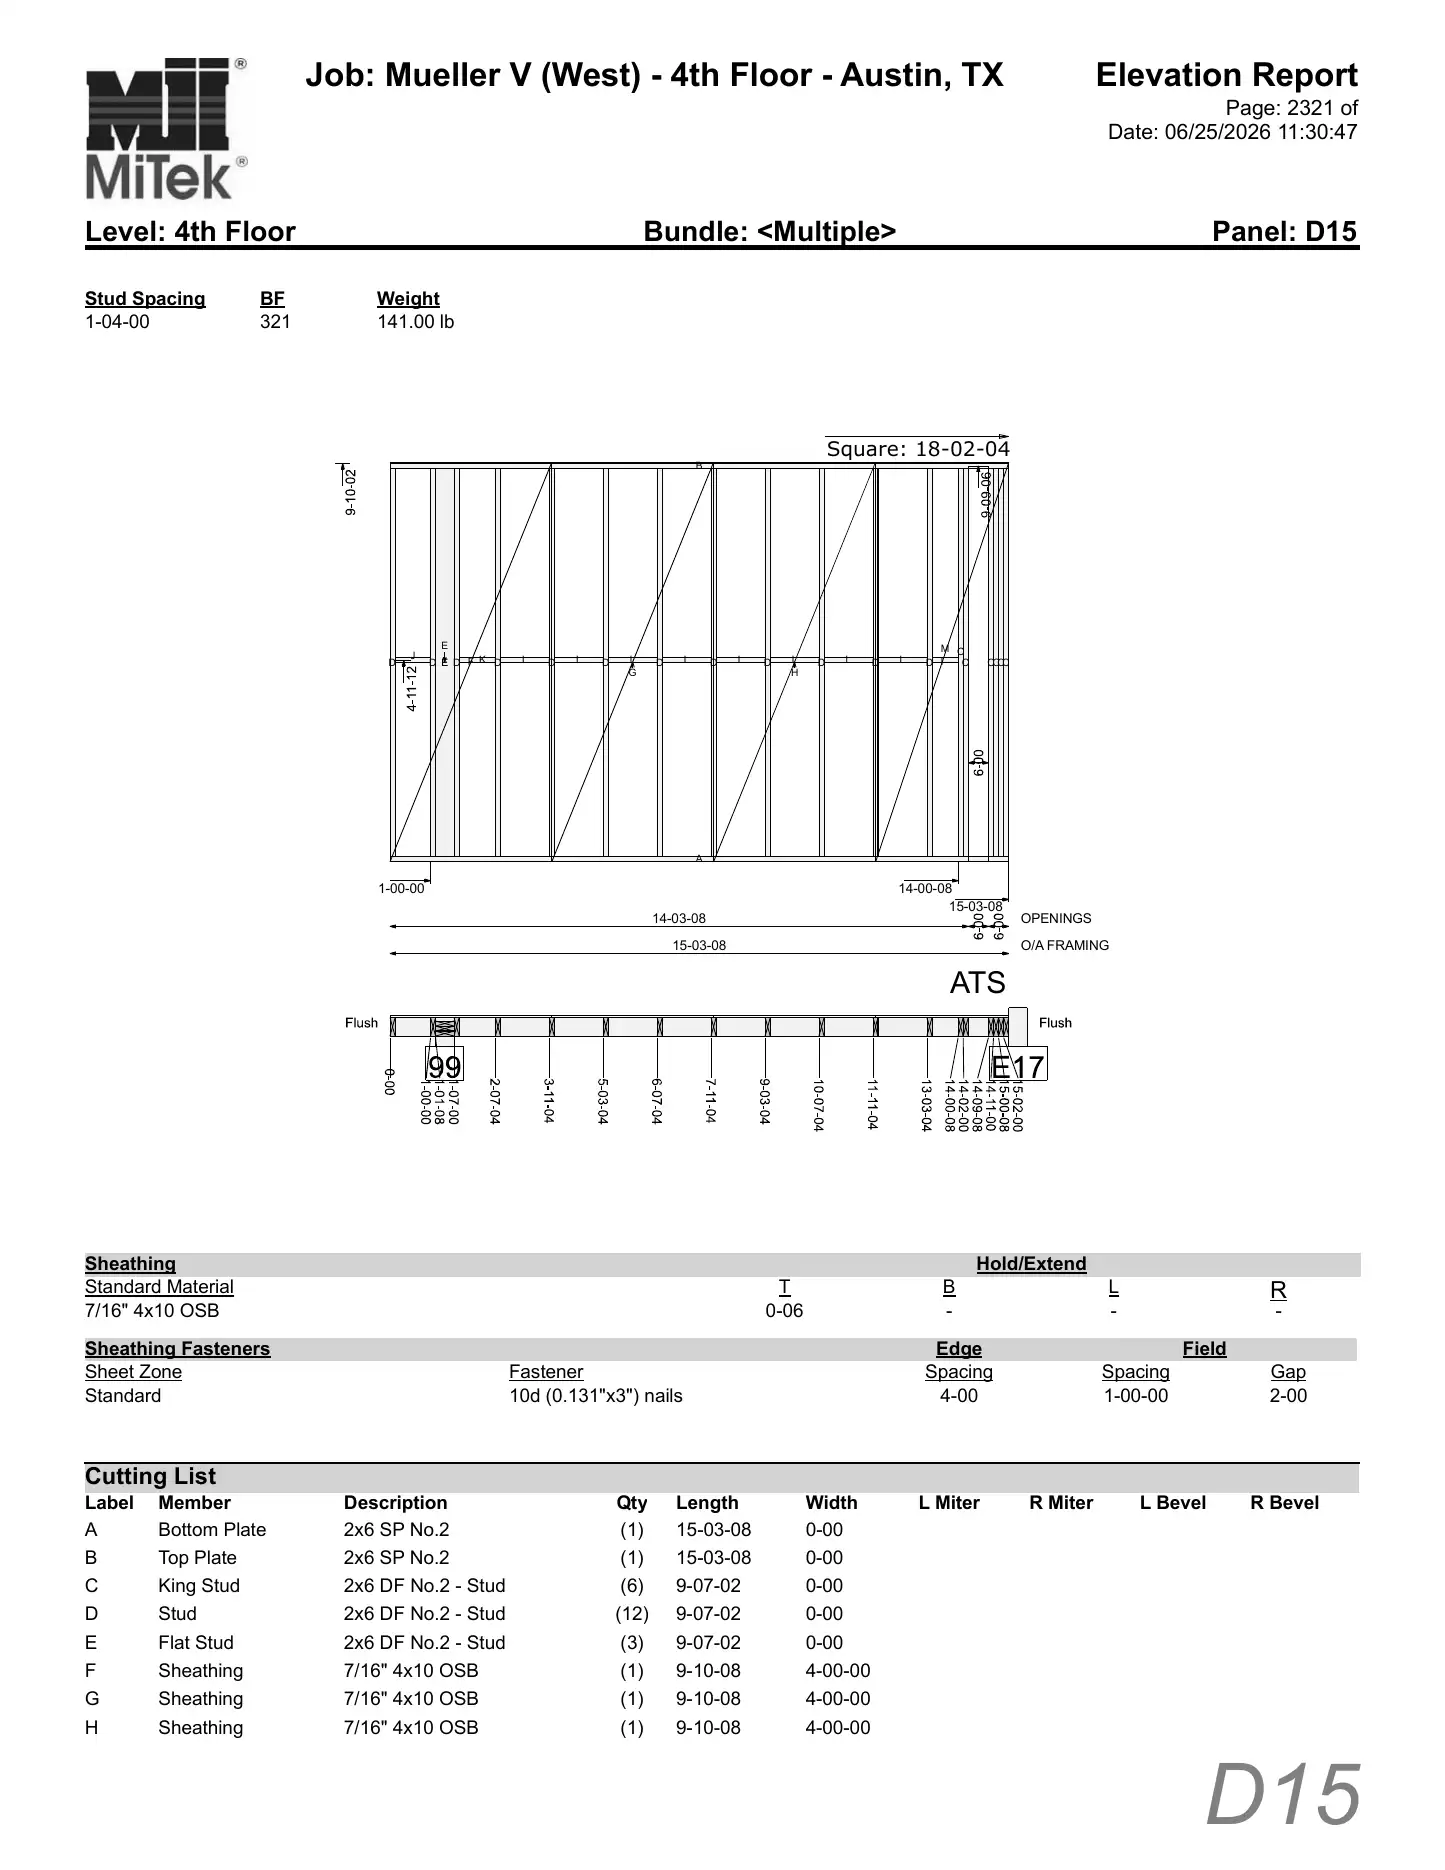 Job: Mueller V (West) - 4th Floor - Austin, TX
Elevation Report
Page: 2321 of
Date: 06/25/2026 11:30:47
MiTek
Level: 4th Floor Bundle: <Multiple> Panel: D15
Stud Spacing BF Weight
1-04-00 321 141.00 lb
Square: 18-02-04
B
9-10-02
9-09-06
E
J
E
F
K
I I I I I I I I
M
C
G
H
4-11-12
6-00
A
1-00-00
14-00-08
15-03-08
14-03-08
6-00
6-00
OPENINGS
15-03-08
O/A FRAMING
ATS
Flush
Flush
99
E17
0-00
1-00-00
1-01-08
1-07-00
2-07-04
3-11-04
5-03-04
6-07-04
7-11-04
9-03-04
10-07-04
11-11-04
13-03-04
14-00-08
14-02-00
14-09-08
14-11-00
15-00-08
15-02-00
Sheathing Hold/Extend
Standard Material T B L R
7/16" 4x10 OSB 0-06 - - -
Sheathing Fasteners Edge Field
Sheet Zone Fastener Spacing Spacing Gap
Standard 10d (0.131"x3") nails 4-00 1-00-00 2-00
Cutting List
Label Member Description Qty Length Width L Miter R Miter L Bevel R Bevel
A Bottom Plate 2x6 SP No.2 (1) 15-03-08 0-00
B Top Plate 2x6 SP No.2 (1) 15-03-08 0-00
C King Stud 2x6 DF No.2 - Stud (6) 9-07-02 0-00
D Stud 2x6 DF No.2 - Stud (12) 9-07-02 0-00
E Flat Stud 2x6 DF No.2 - Stud (3) 9-07-02 0-00
F Sheathing 7/16" 4x10 OSB (1) 9-10-08 4-00-00
G Sheathing 7/16" 4x10 OSB (1) 9-10-08 4-00-00
H Sheathing 7/16" 4x10 OSB (1) 9-10-08 4-00-00
D15